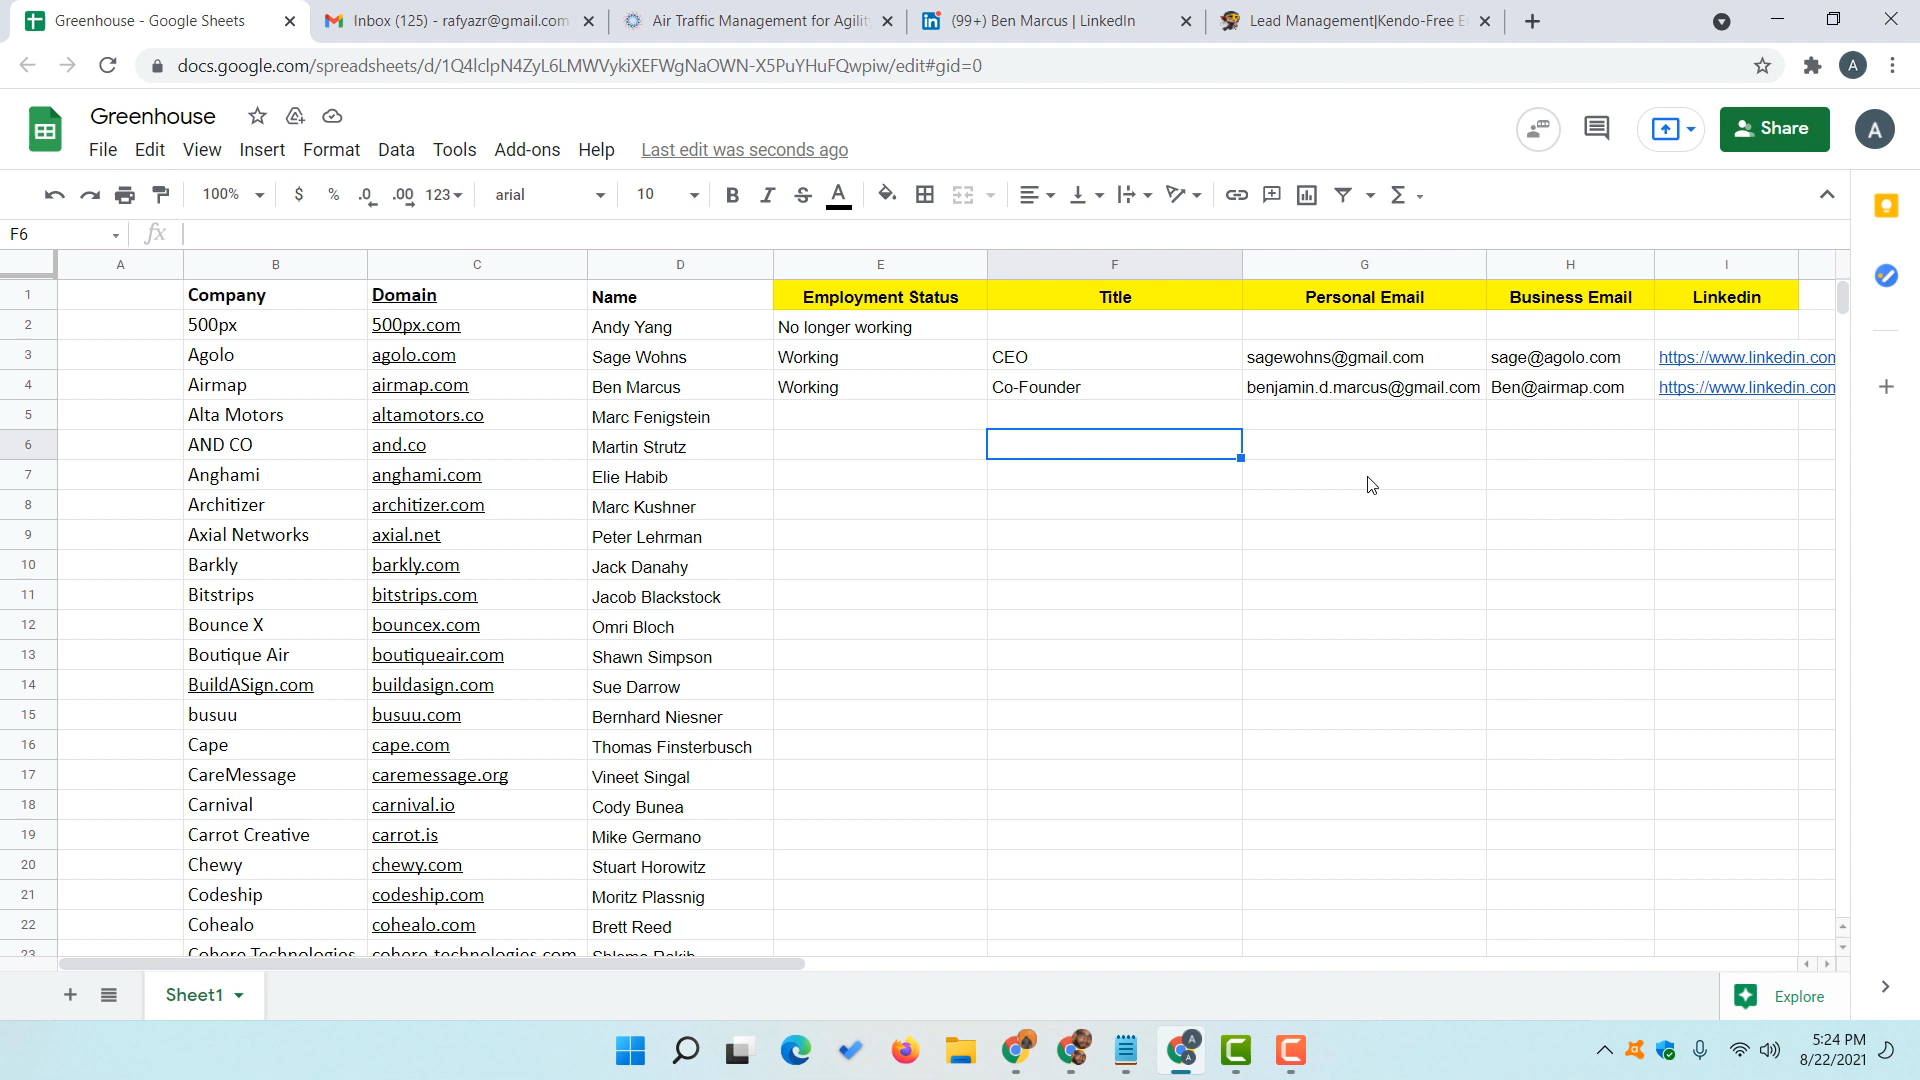 Greenhouse - Google Sheets
Inbox (125) - rafyazr@gmail.com
Air Traffic Management for Agilit
(99+) Ben Marcus | LinkedIn
Lead Management|Kendo-Free E
docs.google.com/spreadsheets/d/1Q4lclpN4ZyL6LMWVykiXEFWgNaOWN-X5PuYHuFQwpiw/edit#gid=0
A
Greenhouse
File Edit View Insert Format Data Tools Add-ons Help Last edit was seconds ago
Share
A
100% $ % .0 .00 123 arial 10 B I S A
F6 fx
A B C D E F G H I
1 Company Domain Name Employment Status Title Personal Email Business Email Linkedin
2 500px 500px.com Andy Yang No longer working
3 Agolo agolo.com Sage Wohns Working CEO sagewohns@gmail.com sage@agolo.com https://www.linkedin.con
4 Airmap airmap.com Ben Marcus Working Co-Founder benjamin.d.marcus@gmail.com Ben@airmap.com https://www.linkedin.con
5 Alta Motors altamotors.co Marc Fenigstein
6 AND CO and.co Martin Strutz
7 Anghami anghami.com Elie Habib
8 Architizer architizer.com Marc Kushner
9 Axial Networks axial.net Peter Lehrman
10 Barkly barkly.com Jack Danahy
11 Bitstrips bitstrips.com Jacob Blackstock
12 Bounce X bouncex.com Omri Bloch
13 Boutique Air boutiqueair.com Shawn Simpson
14 BuildASign.com buildasign.com Sue Darrow
15 busuu busuu.com Bernhard Niesner
16 Cape cape.com Thomas Finsterbusch
17 CareMessage caremessage.org Vineet Singal
18 Carnival carnival.io Cody Bunea
19 Carrot Creative carrot.is Mike Germano
20 Chewy chewy.com Stuart Horowitz
21 Codeship codeship.com Moritz Plassnig
22 Cohealo cohealo.com Brett Reed
23 Cohere Technologies cohere-technologies.com Shlomo Rakib
Sheet1
Explore
5:24 PM
8/22/2021